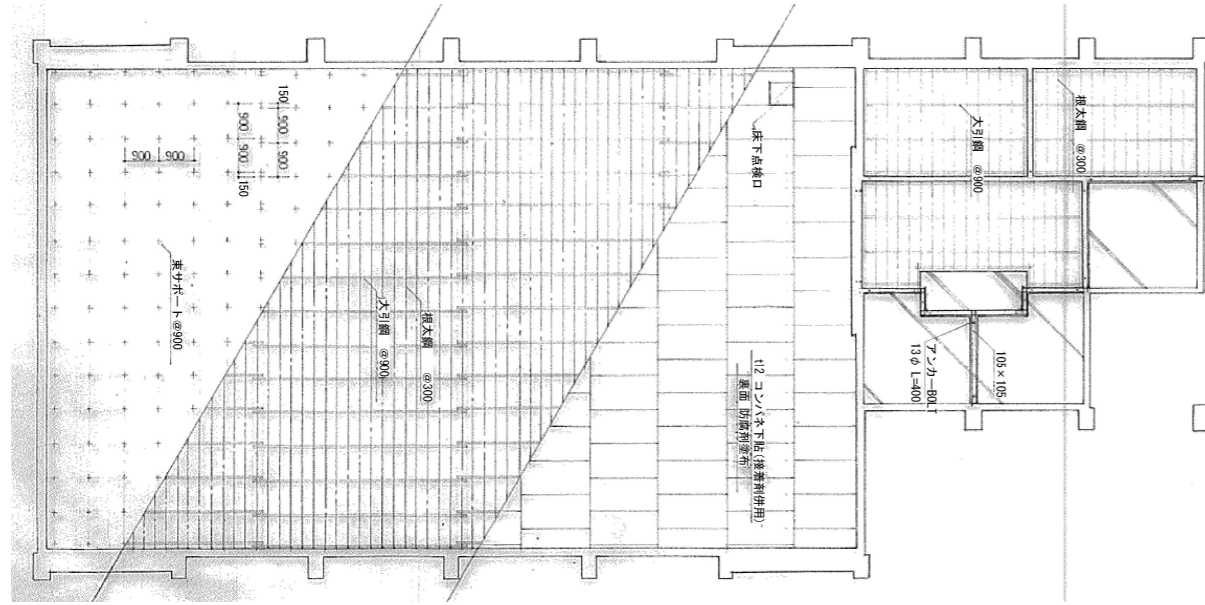 150
900
900
900
900
150
900
900
束サポート@900
根太鋼 @300
大引鋼 @900
床下点検口
t12 コンパネ下貼(接着剤併用)
裏面 防腐剤塗布
根太鋼 @300
大引鋼 @900
105×105
アンカーBOLT
13φ L=400